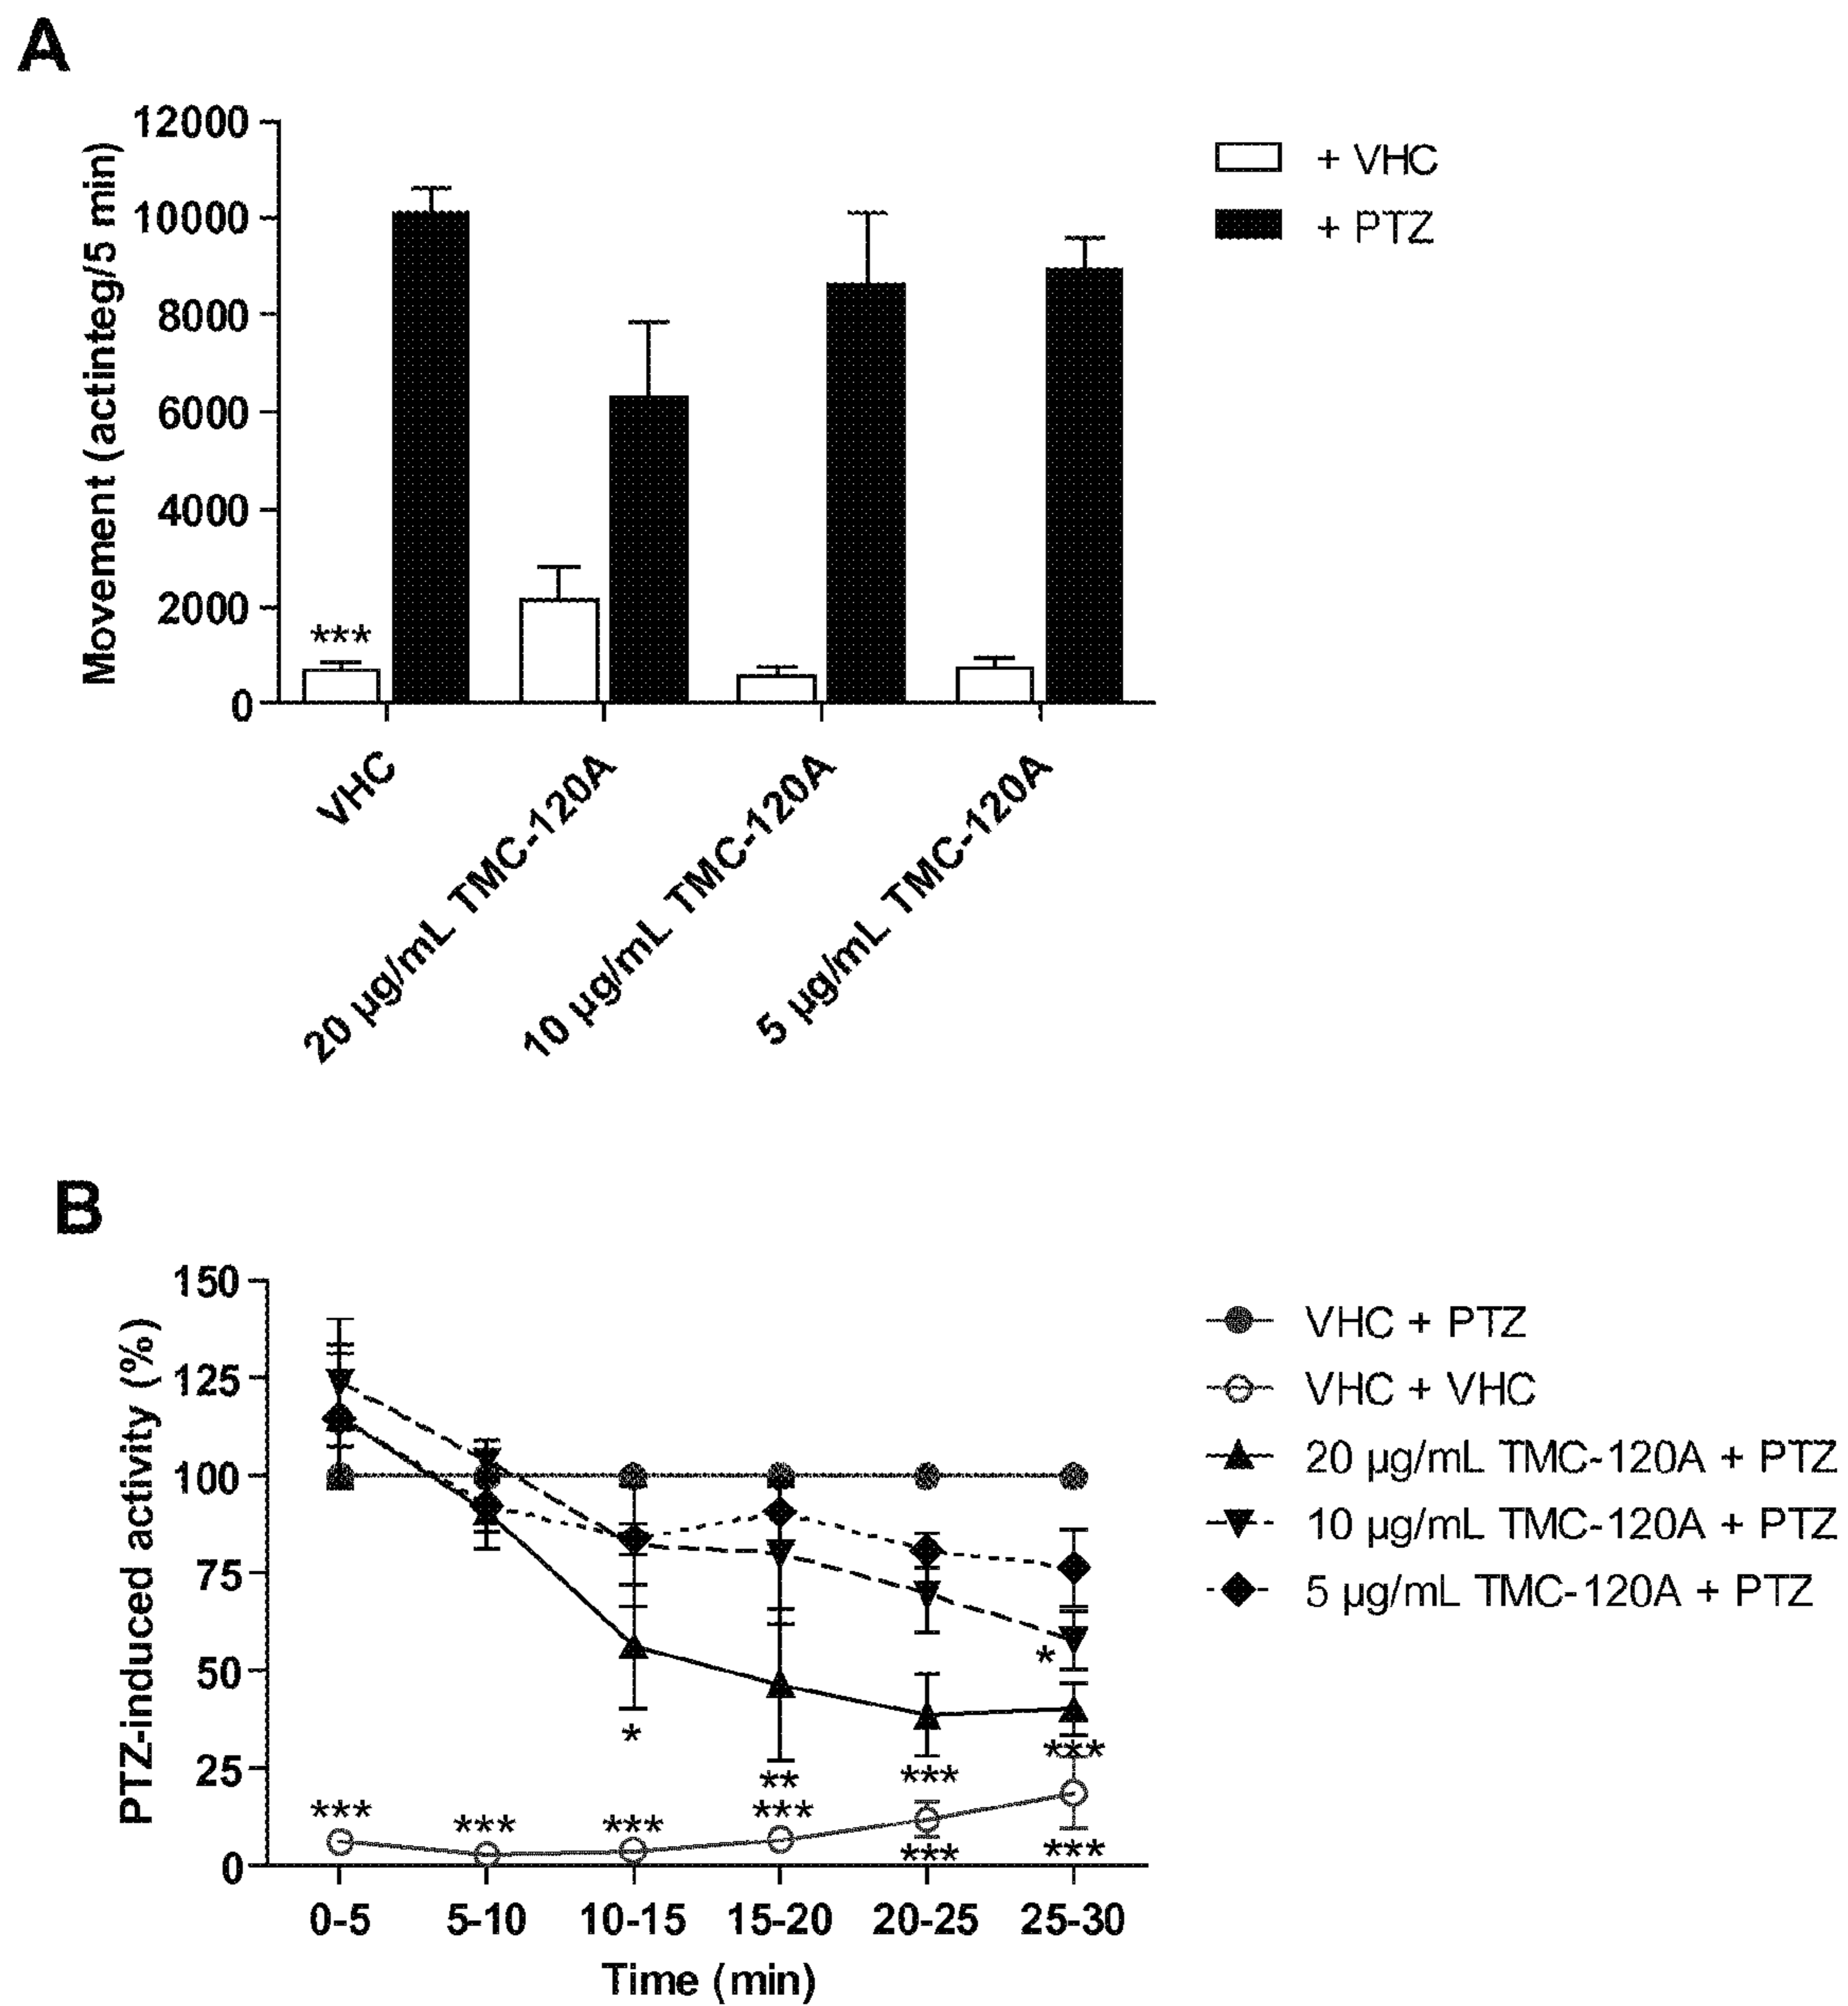 A
Movement (actinteg/5 min)
12000
10000
8000
6000
4000
2000
0
***
+ VHC
+ PTZ
VHC
20 µg/mL TMC-120A
10 µg/mL TMC-120A
5 µg/mL TMC-120A
B
PTZ-induced activity (%)
150
125
100
75
50
25
0
*** *** *** ** *** *** *** *** *** * *
0-5 5-10 10-15 15-20 20-25 25-30
Time (min)
VHC + PTZ
VHC + VHC
20 µg/mL TMC-120A + PTZ
10 µg/mL TMC-120A + PTZ
5 µg/mL TMC-120A + PTZ